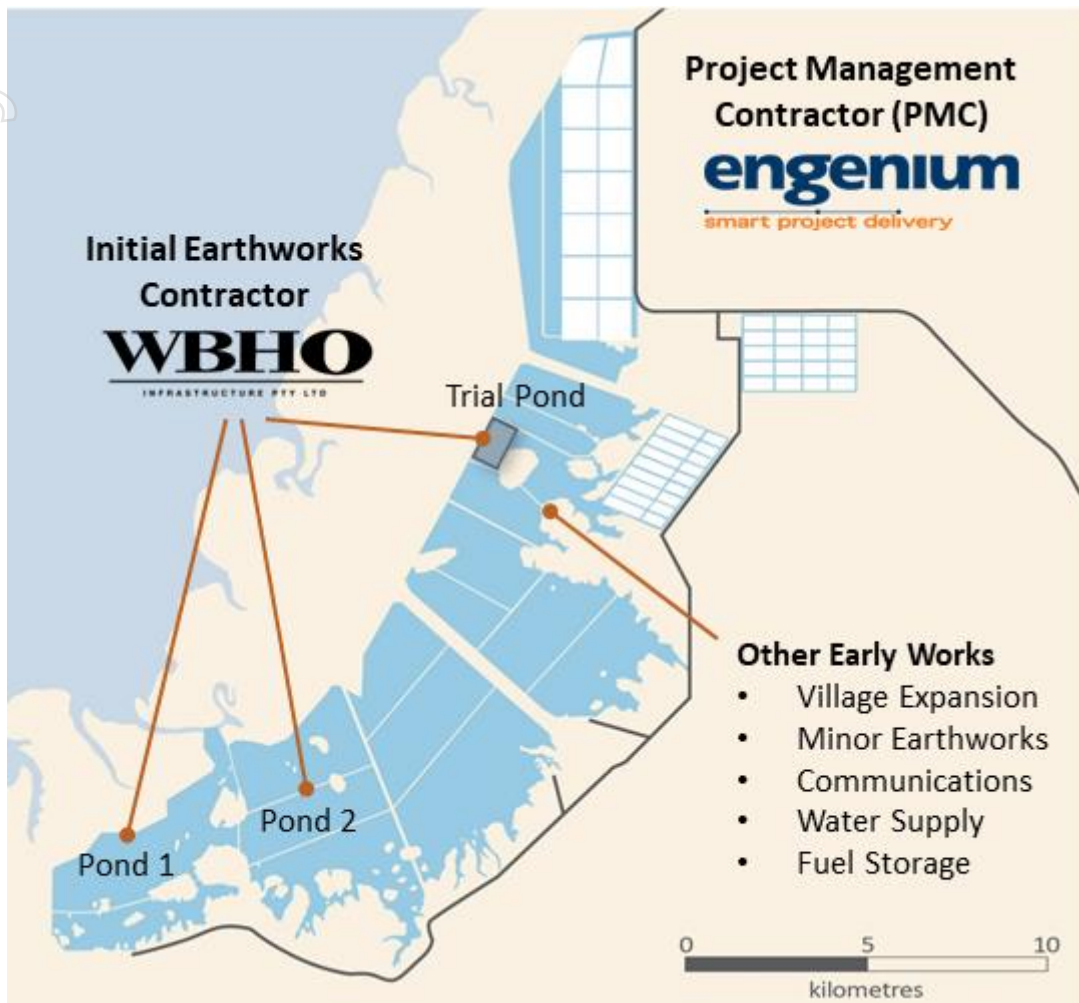 Project Management
Contractor (PMC)
engenium
smart project delivery
Initial Earthworks
Contractor
WBHO
INFRASTRUCTURE PTY LTD
Trial Pond
Other Early Works
• Village Expansion
• Minor Earthworks
• Communications
• Water Supply
• Fuel Storage
Pond 2
Pond 1
0 5 10
kilometres